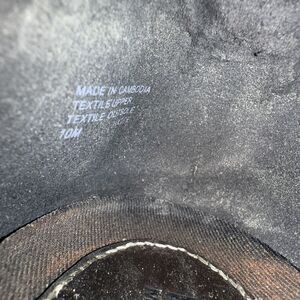 MADE IN CAMBODIA
TEXTILE UPPER
TEXTILE OUTSOLE
10M